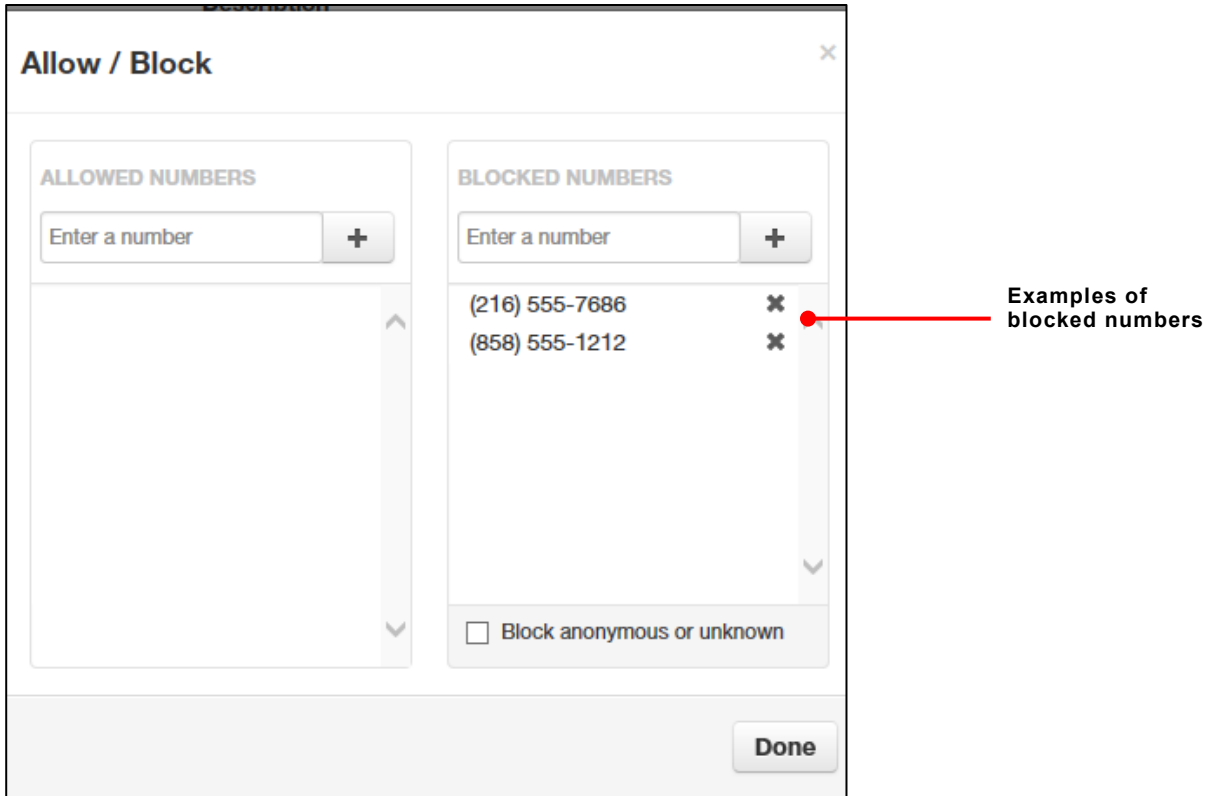 Description
Allow / Block
×
ALLOWED NUMBERS
Enter a number
+
BLOCKED NUMBERS
Enter a number
+
(216) 555-7686
(858) 555-1212
Block anonymous or unknown
Done
Examples of
blocked numbers